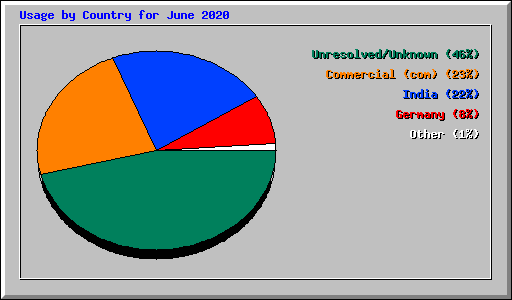 Usage by Country for June 2020
Unresolved/Unknown (46%)
Commercial (com) (23%)
India (22%)
Germany (8%)
Other (1%)